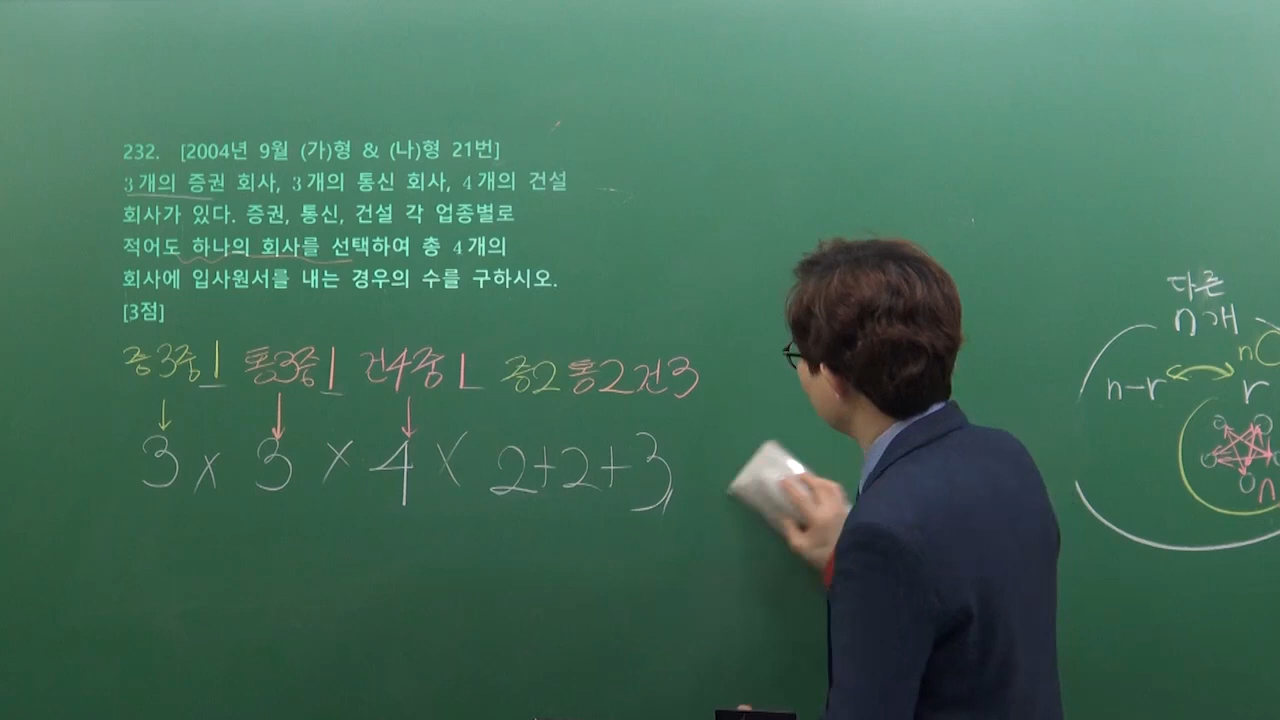 232. [2004년 9월 (가)형 & (나)형 21번]
3개의 증권 회사, 3개의 통신 회사, 4개의 건설
회사가 있다. 증권, 통신, 건설 각 업종별로
적어도 하나의 회사를 선택하여 총 4개의
회사에 입사원서를 내는 경우의 수를 구하시오.
[3점]
증3중1 통3중1 건4중1 증2 통2 건3
3 × 3 × 4 × 2+2+3
다른
n개
n
n-r r
n